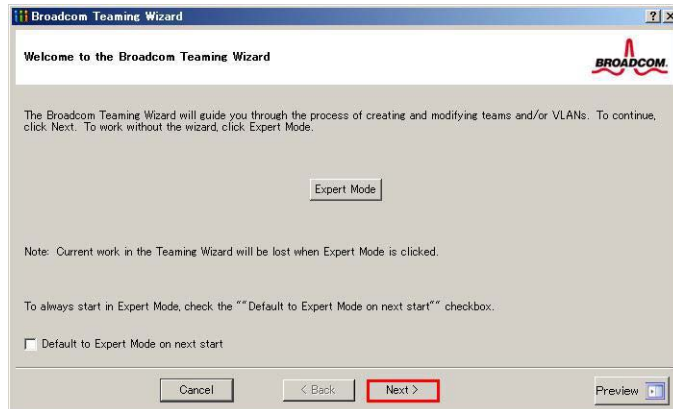 Broadcom Teaming Wizard
Welcome to the Broadcom Teaming Wizard
BROADCOM.
The Broadcom Teaming Wizard will guide you through the process of creating and modifying teams and/or VLANs. To continue,
click Next. To work without the wizard, click Expert Mode.
Expert Mode
Note: Current work in the Teaming Wizard will be lost when Expert Mode is clicked.
To always start in Expert Mode, check the ""Default to Expert Mode on next start"" checkbox.
Default to Expert Mode on next start
Cancel
< Back
Next >
Preview